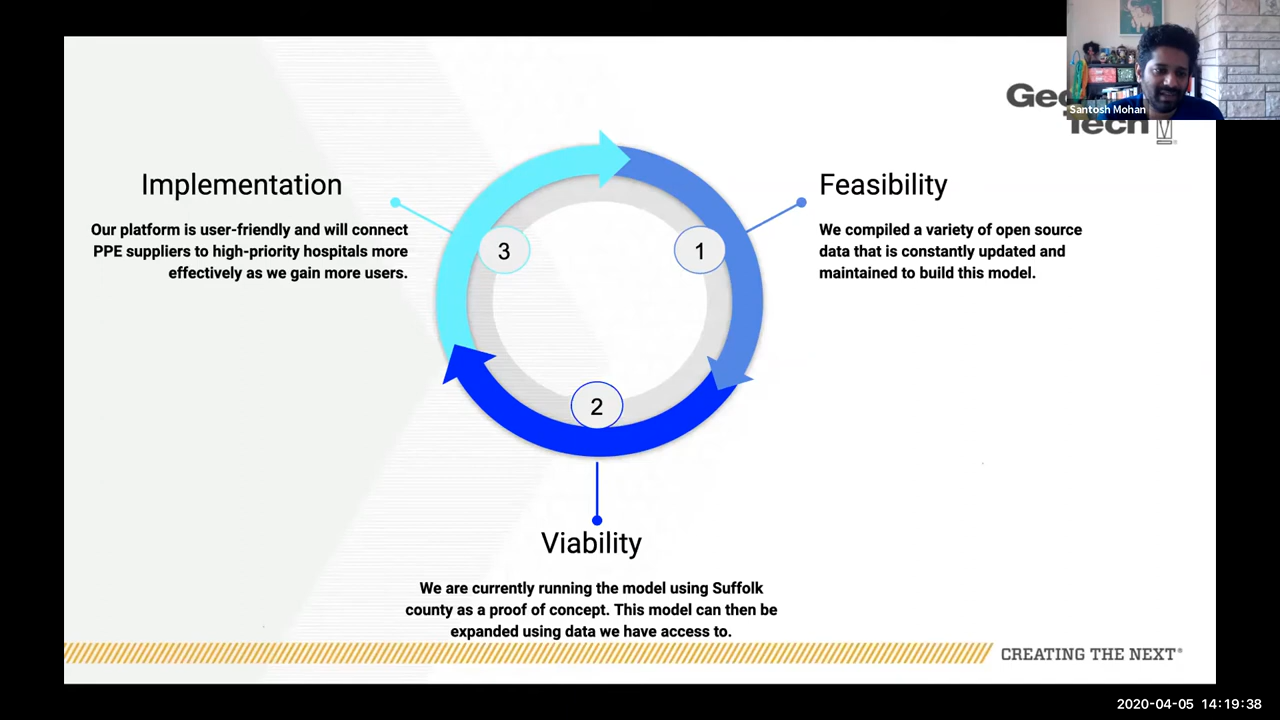 Santosh Mohan
Geo
Tech
Implementation
Our platform is user-friendly and will connect
PPE suppliers to high-priority hospitals more
effectively as we gain more users.
3
1
Feasibility
We compiled a variety of open source
data that is constantly updated and
maintained to build this model.
2
Viability
We are currently running the model using Suffolk
county as a proof of concept. This model can then be
expanded using data we have access to.
CREATING THE NEXT®
2020-04-05 14:19:38